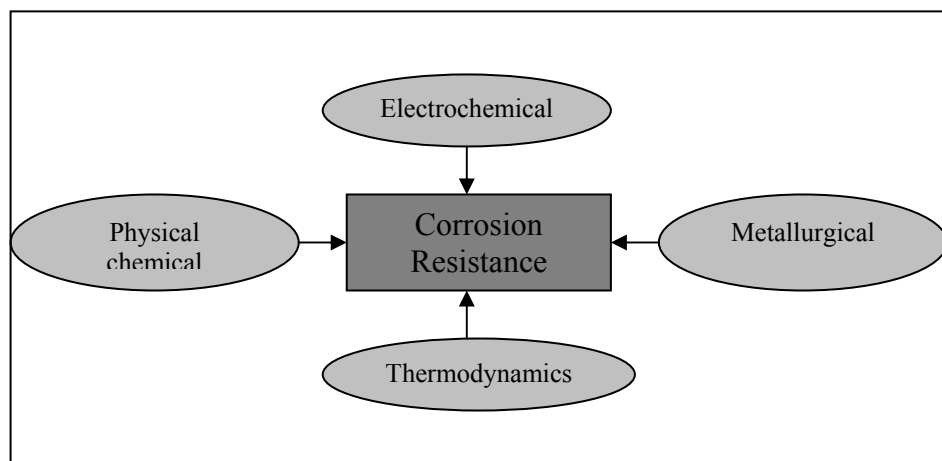 Electrochemical
Physical
chemical
Corrosion
Resistance
Metallurgical
Thermodynamics